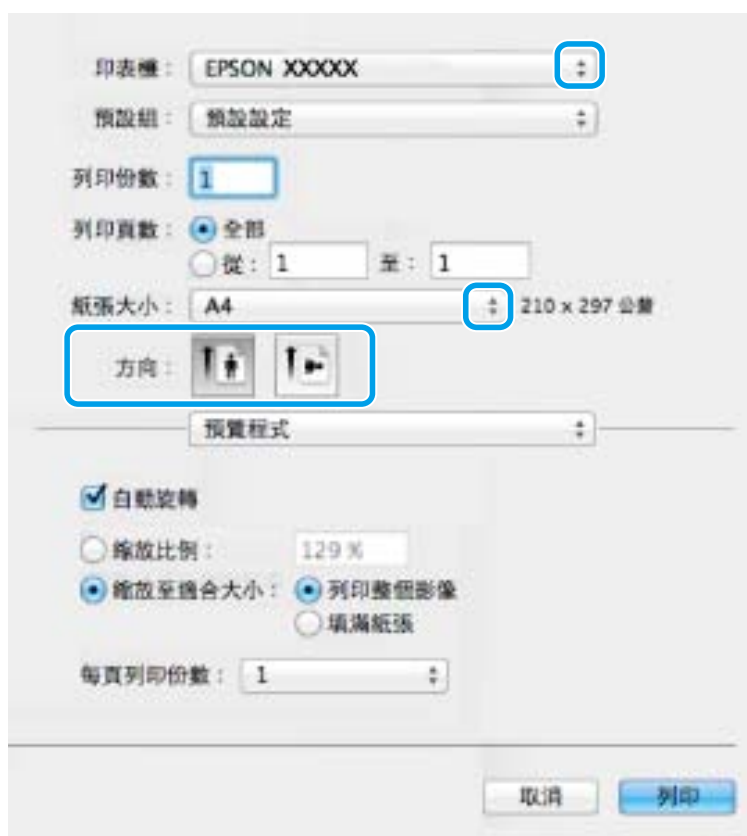 印表機： EPSON XXXXX
預設組： 預設設定
列印份數： 1
列印頁數： 全部
從： 1 至： 1
紙張大小： A4 210 x 297 公釐
方向：
預覽程式
自動旋轉
縮放比例： 129 %
縮放至適合大小： 列印整個影像
填滿紙張
每頁列印份數： 1
取消 列印